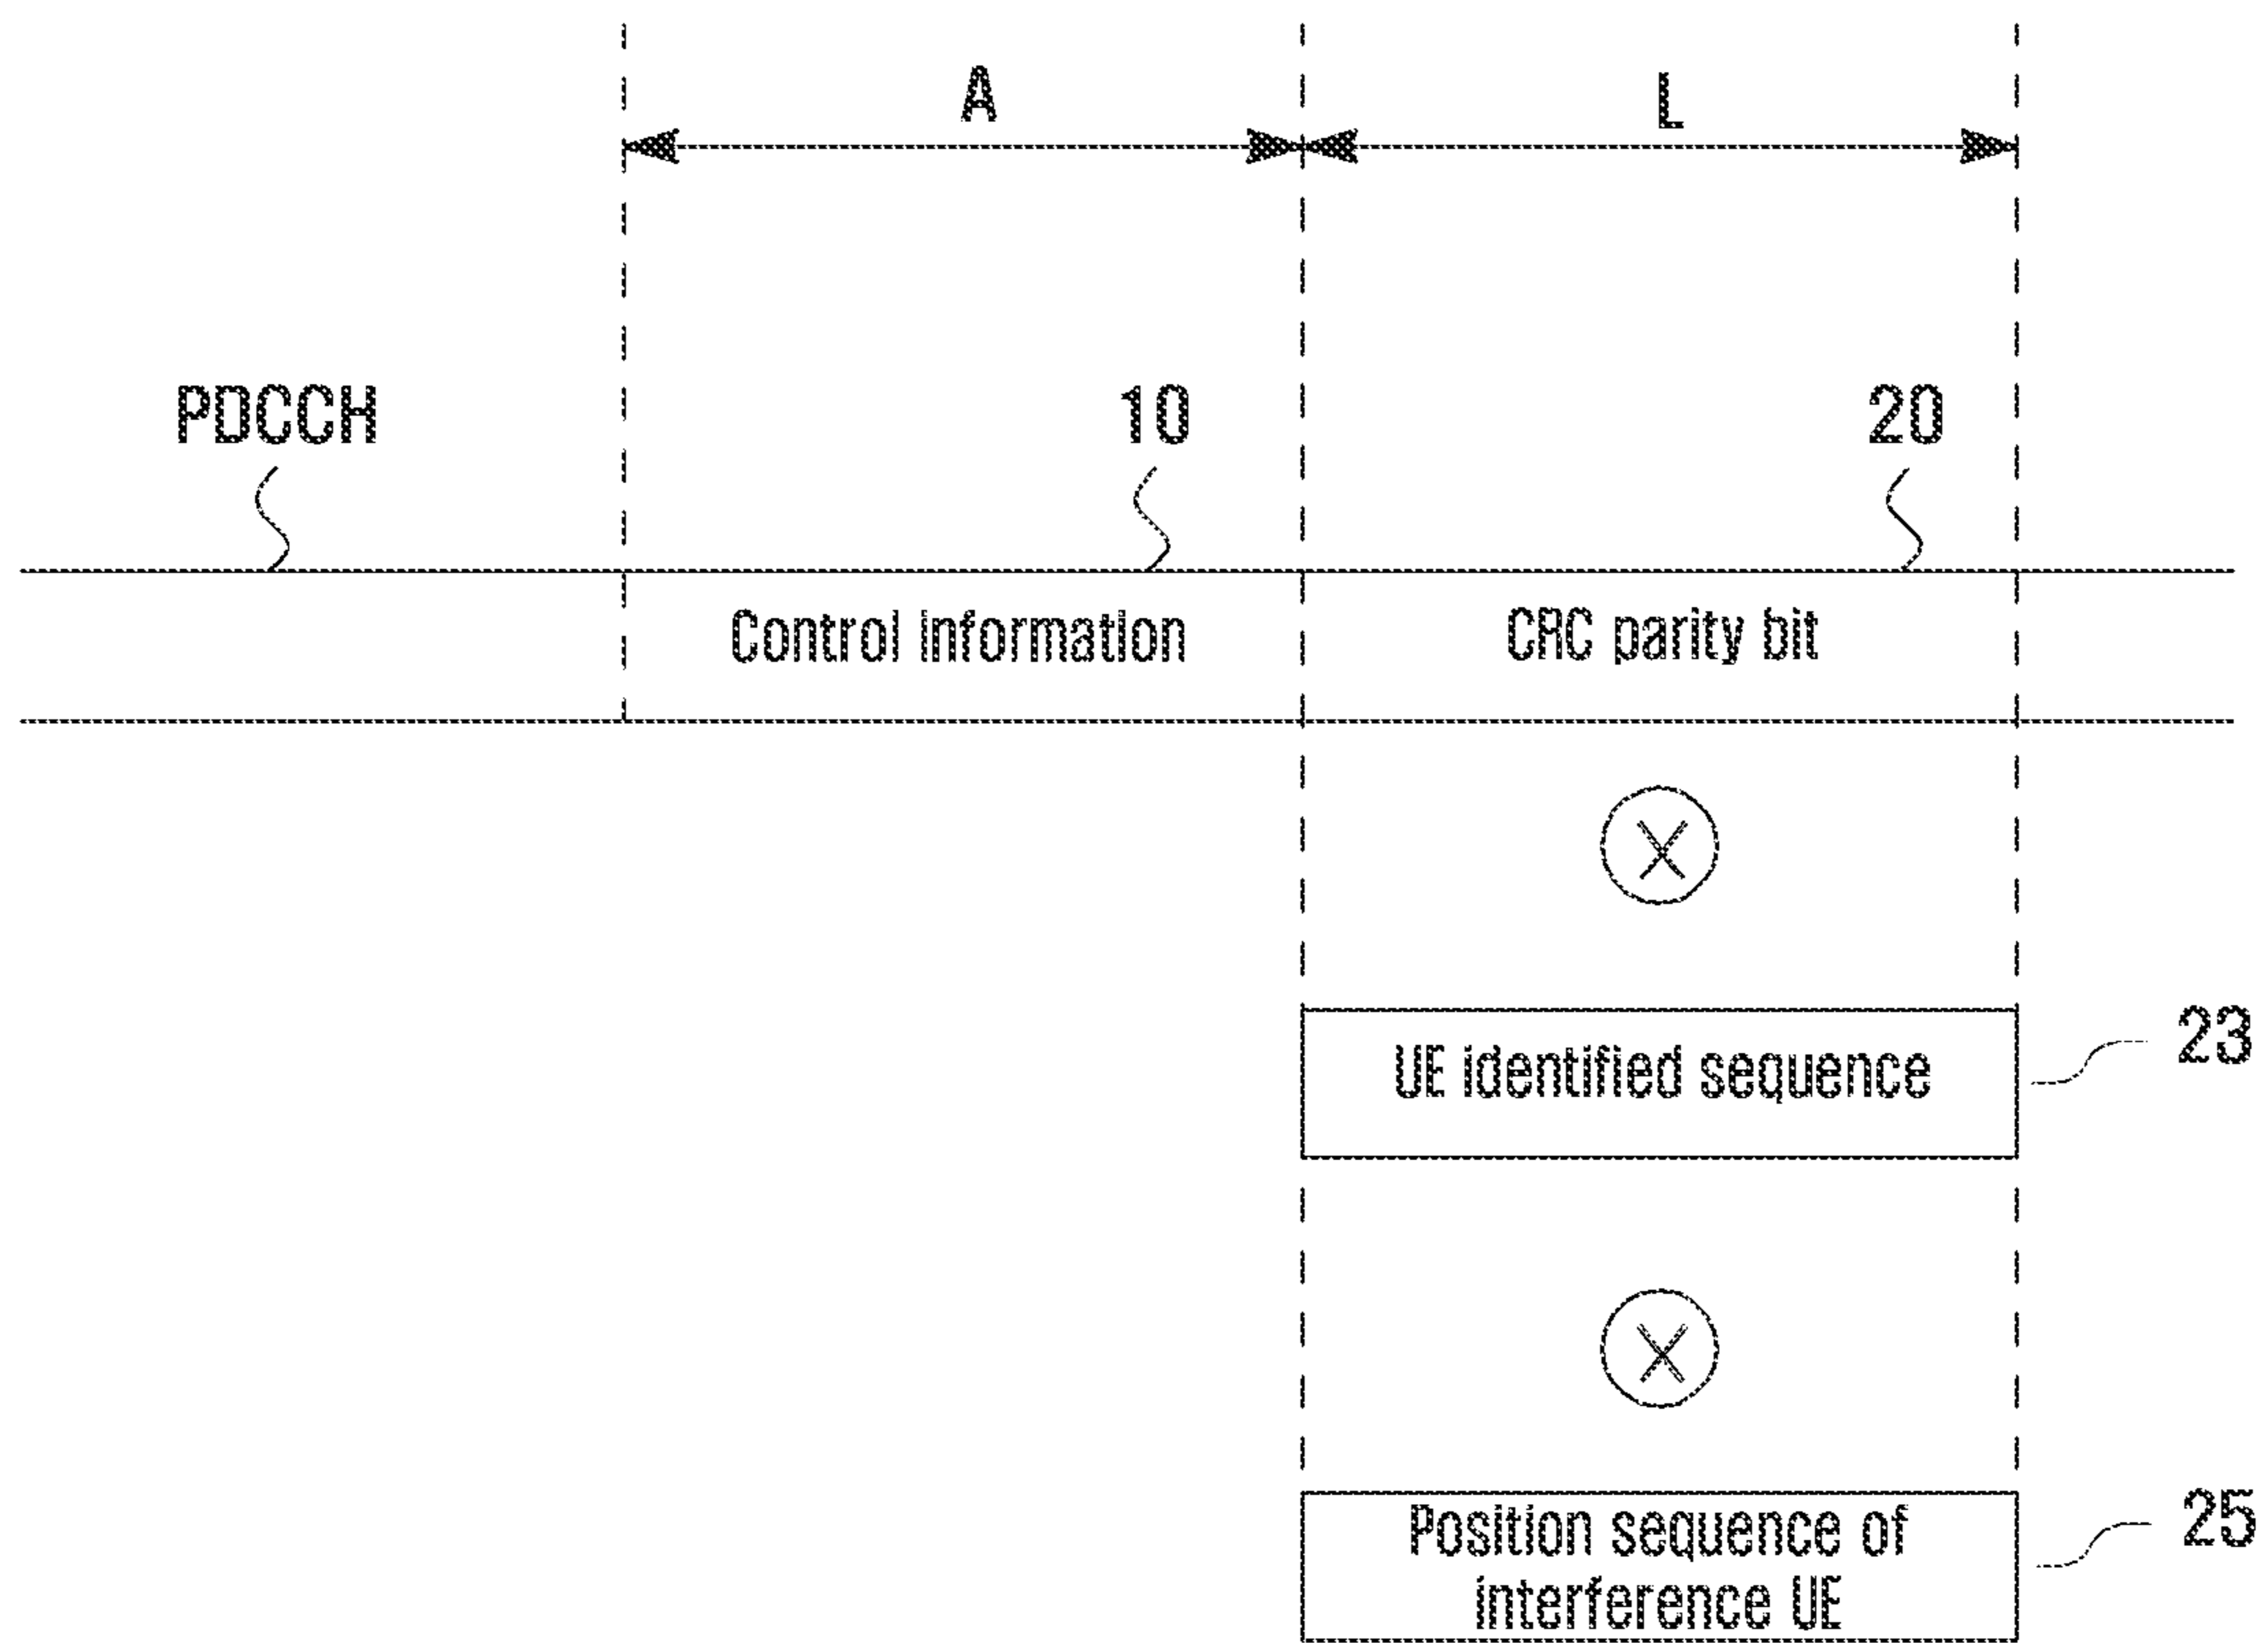 A
L
PDCCH
10
20
Control information
CRC parity bit
X
UE identified sequence
23
X
Position sequence of
interference UE
25